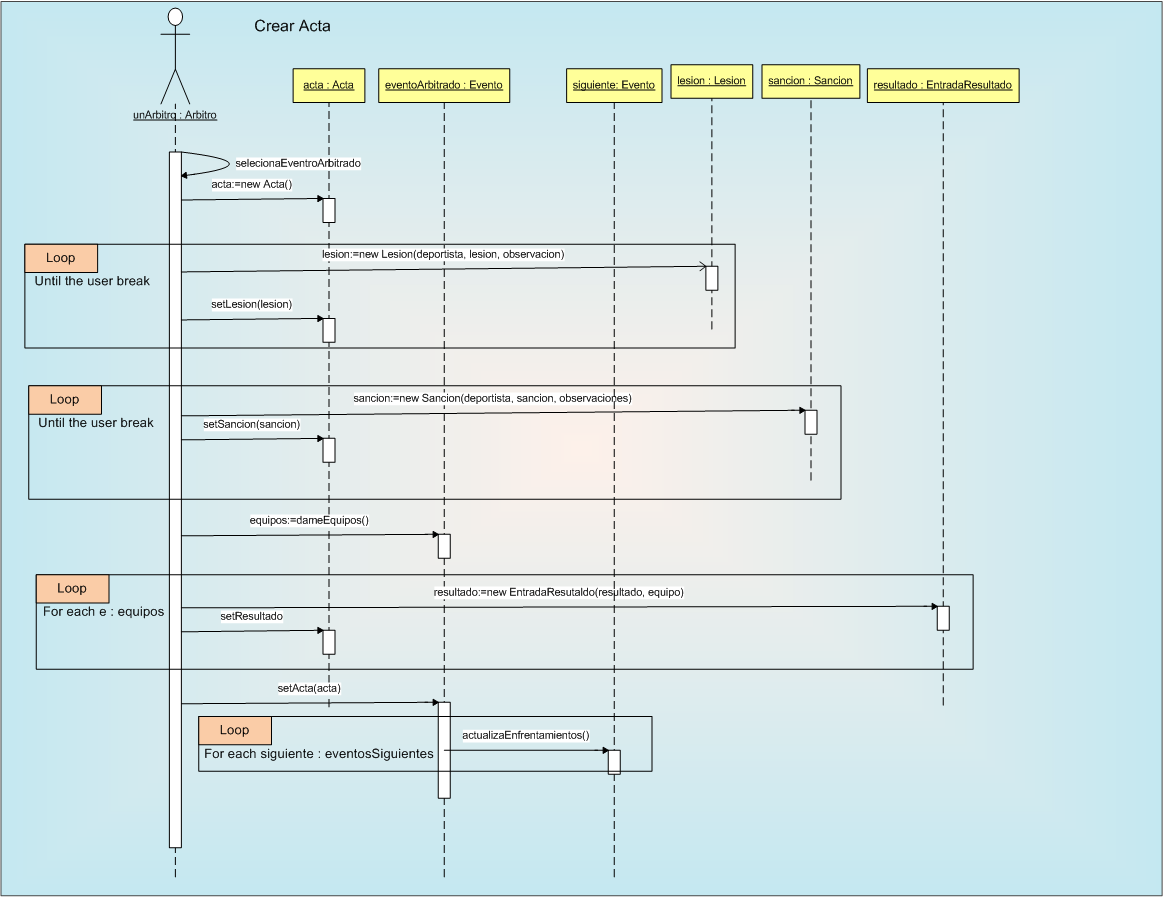 Crear Acta
acta : Acta
eventoArbitrado : Evento
siguiente: Evento
lesion : Lesion
sancion : Sancion
resultado : EntradaResultado
unArbitro : Arbitro
selecionaEventroArbitrado
acta:=new Acta()
Loop
lesion:=new Lesion(deportista, lesion, observacion)
Until the user break
setLesion(lesion)
Loop
sancion:=new Sancion(deportista, sancion, observaciones)
Until the user break
setSancion(sancion)
equipos:=dameEquipos()
Loop
resultado:=new EntradaResutaldo(resultado, equipo)
For each e : equipos
setResultado
setActa(acta)
Loop
actualizaEnfrentamientos()
For each siguiente : eventosSiguientes